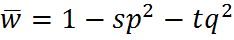 w̅ = 1 − sp² − tq²